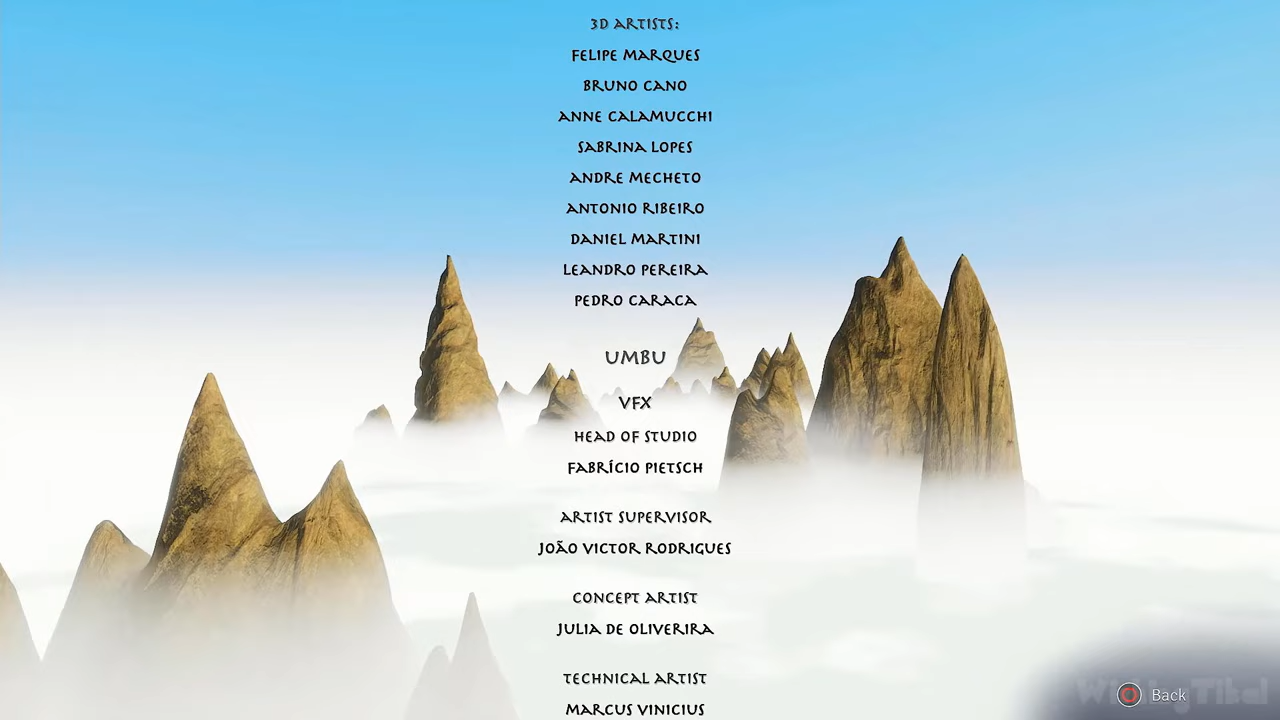 3D ARTISTS:
FELIPE MARQUES
BRUNO CANO
ANNE CALAMUCCHI
SABRINA LOPES
ANDRE MECHETO
ANTONIO RIBEIRO
DANIEL MARTINI
LEANDRO PEREIRA
PEDRO CARACA
UMBU
VFX
HEAD OF STUDIO
FABRÍCIO PIETSCH
ARTIST SUPERVISOR
JOÃO VICTOR RODRIGUES
CONCEPT ARTIST
JULIA DE OLIVERIRA
TECHNICAL ARTIST
MARCUS VINICIUS
Back